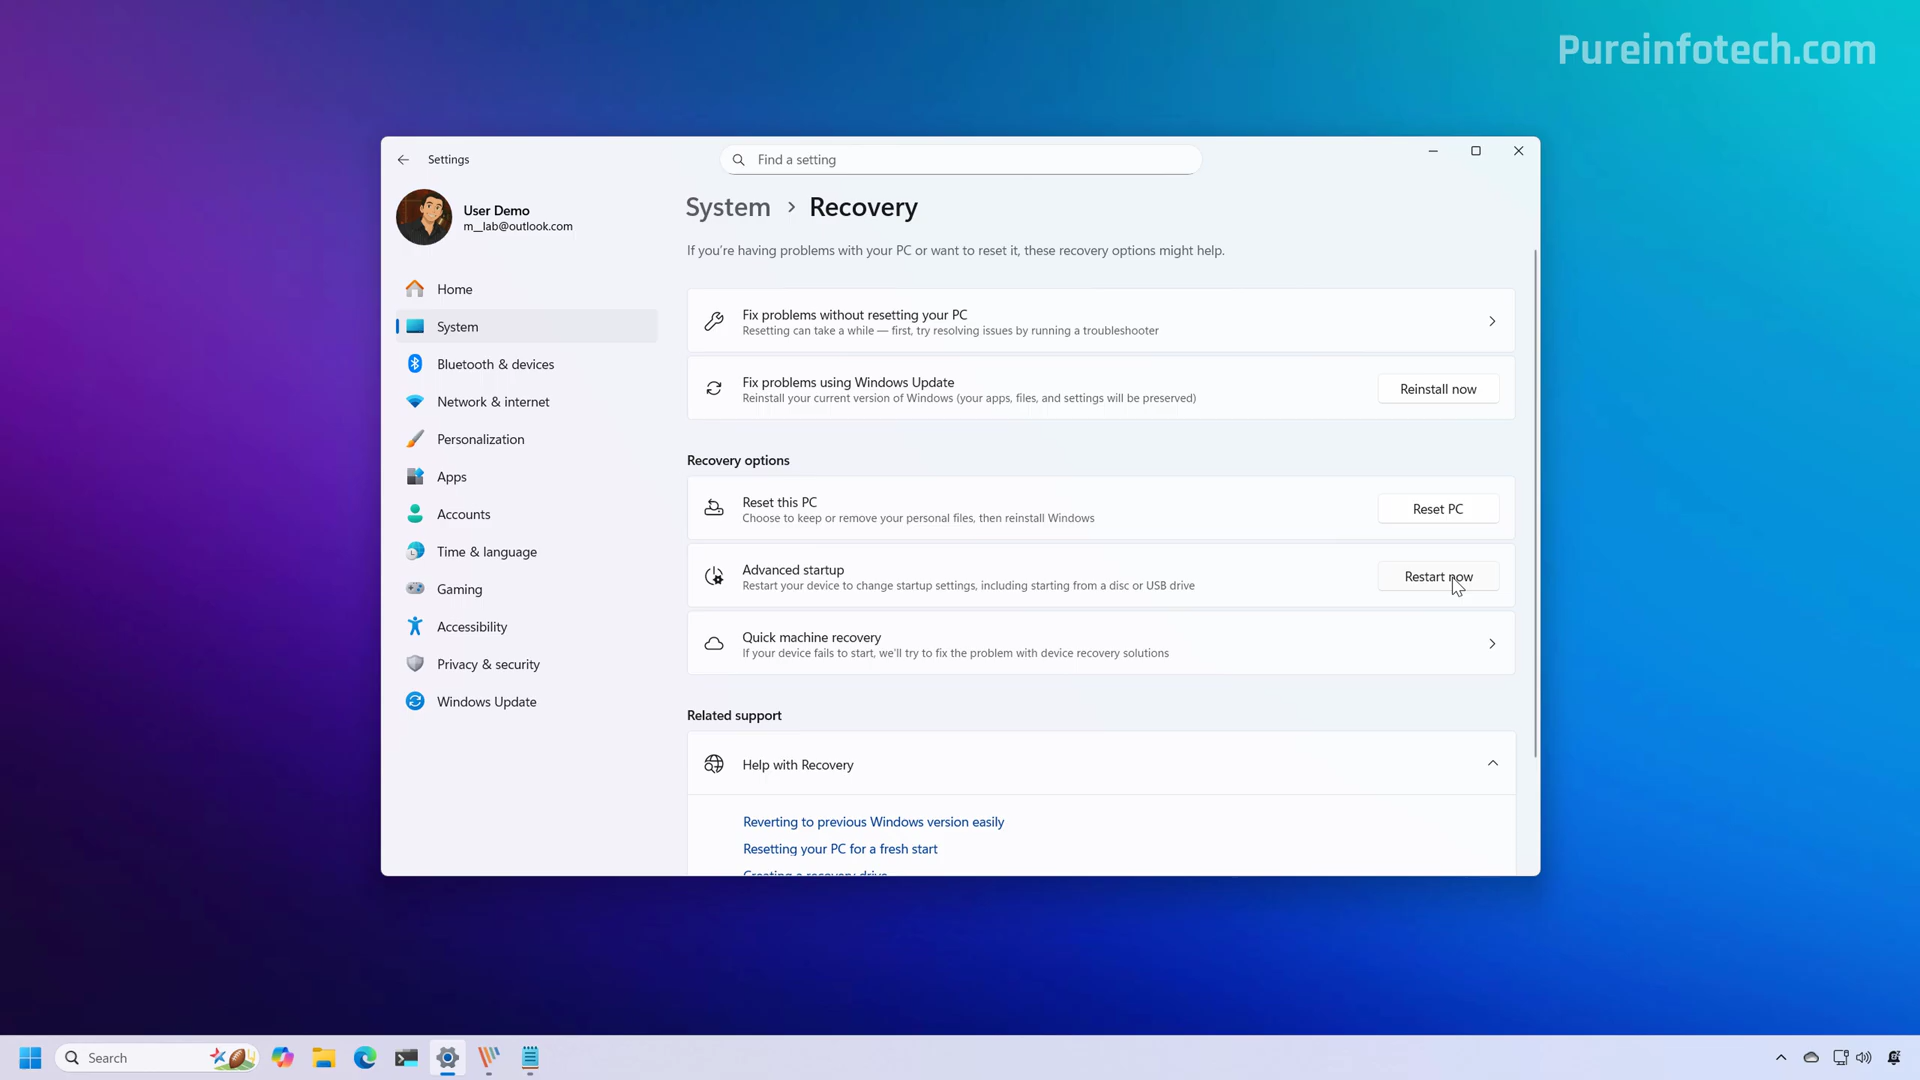 Pureinfotech.com
Settings
Find a setting
User Demo
m__lab@outlook.com
Home
System
Bluetooth & devices
Network & internet
Personalization
Apps
Accounts
Time & language
Gaming
Accessibility
Privacy & security
Windows Update
System > Recovery
If you're having problems with your PC or want to reset it, these recovery options might help.
Fix problems without resetting your PC
Resetting can take a while — first, try resolving issues by running a troubleshooter
Fix problems using Windows Update
Reinstall your current version of Windows (your apps, files, and settings will be preserved)
Reinstall now
Recovery options
Reset this PC
Choose to keep or remove your personal files, then reinstall Windows
Reset PC
Advanced startup
Restart your device to change startup settings, including starting from a disc or USB drive
Restart now
Quick machine recovery
If your device fails to start, we'll try to fix the problem with device recovery solutions
Related support
Help with Recovery
Reverting to previous Windows version easily
Resetting your PC for a fresh start
Creating a recovery drive
Search